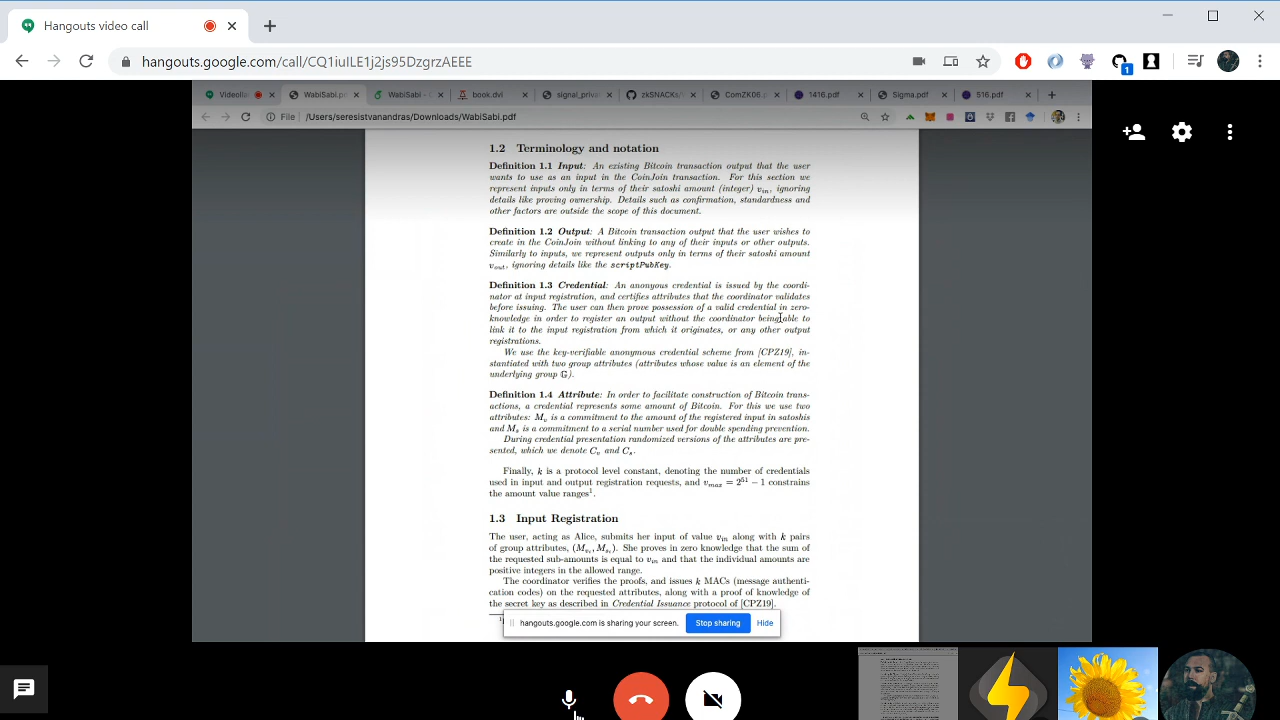 Hangouts video call
hangouts.google.com/call/CQ1iuILE1j2js95DzgrzAEEE
1
WabiSabi.pd
WabiSabi - O
book.dvi
signal_priva
zkSNACKs/
ComZK06.p
1416.pdf
Sigma.pdf
516.pdf
File
/Users/seresistvanandras/Downloads/WabiSabi.pdf
1.2 Terminology and notation
Definition 1.1 Input: An existing Bitcoin transaction output that the user
wants to use as an input in the CoinJoin transaction. For this section we
represent inputs only in terms of their satoshi amount (integer) vin, ignoring
details like proving ownership. Details such as confirmation, standardness and
other factors are outside the scope of this document.
Definition 1.2 Output: A Bitcoin transaction output that the user wishes to
create in the CoinJoin without linking to any of their inputs or other outputs.
Similarly to inputs, we represent outputs only in terms of their satoshi amount
vout, ignoring details like the scriptPubKey.
Definition 1.3 Credential: An anonyous credential is issued by the coordi-
nator at input registration, and certifies attributes that the coordinator validates
before issuing. The user can then prove possession of a valid credential in zero-
knowledge in order to register an output without the coordinator being able to
link it to the input registration from which it originates, or any other output
registrations.
We use the key-verifiable anonymous credential scheme from [CPZ19], in-
stantiated with two group attributes (attributes whose value is an element of the
underlying group 𝔾).
Definition 1.4 Attribute: In order to facilitate construction of Bitcoin trans-
actions, a credential represents some amount of Bitcoin. For this we use two
attributes: Mv is a commitment to the amount of the registered input in satoshis
and Ms is a commitment to a serial number used for double spending prevention.
During credential presentation randomized versions of the attributes are pre-
sented, which we denote Cv and Cs.
Finally, k is a protocol level constant, denoting the number of credentials
used in input and output registration requests, and vmax = 2^51 − 1 constrains
the amount value ranges¹.
1.3 Input Registration
The user, acting as Alice, submits her input of value vin along with k pairs
of group attributes, (Mvi, Msi). She proves in zero knowledge that the sum of
the requested sub-amounts is equal to vin and that the individual amounts are
positive integers in the allowed range.
The coordinator verifies the proofs, and issues k MACs (message authenti-
cation codes) on the requested attributes, along with a proof of knowledge of
the secret key as described in Credential Issuance protocol of [CPZ19].
hangouts.google.com is sharing your screen.
Stop sharing
Hide